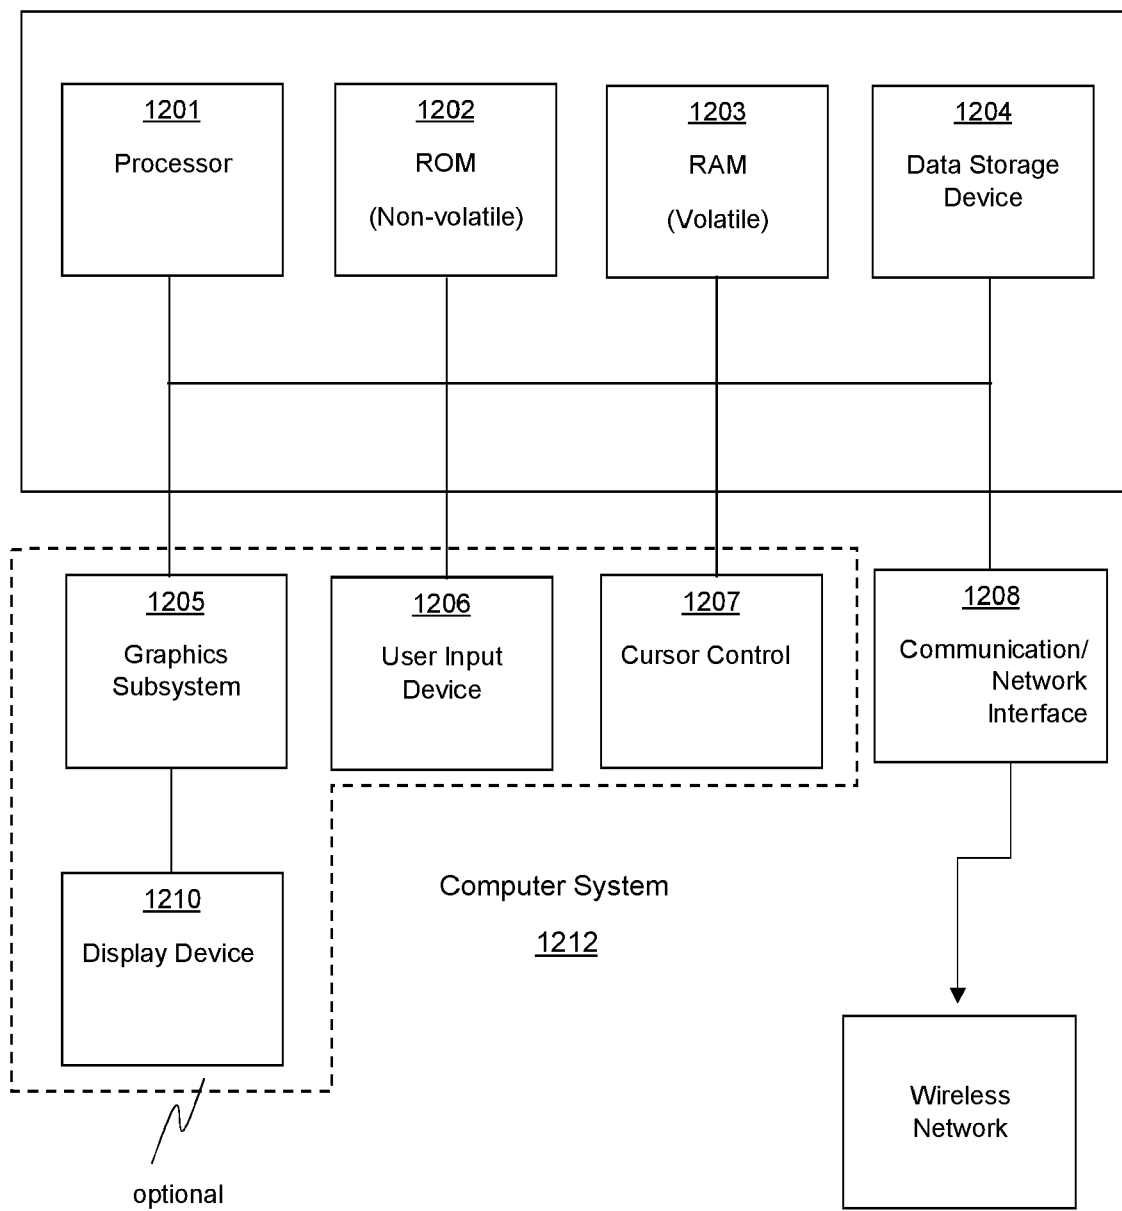 1201
Processor
1202
ROM
(Non-volatile)
1203
RAM
(Volatile)
1204
Data Storage
Device
1205
Graphics
Subsystem
1206
User Input
Device
1207
Cursor Control
1208
Communication/
Network
Interface
1210
Display Device
Computer System
1212
Wireless
Network
optional